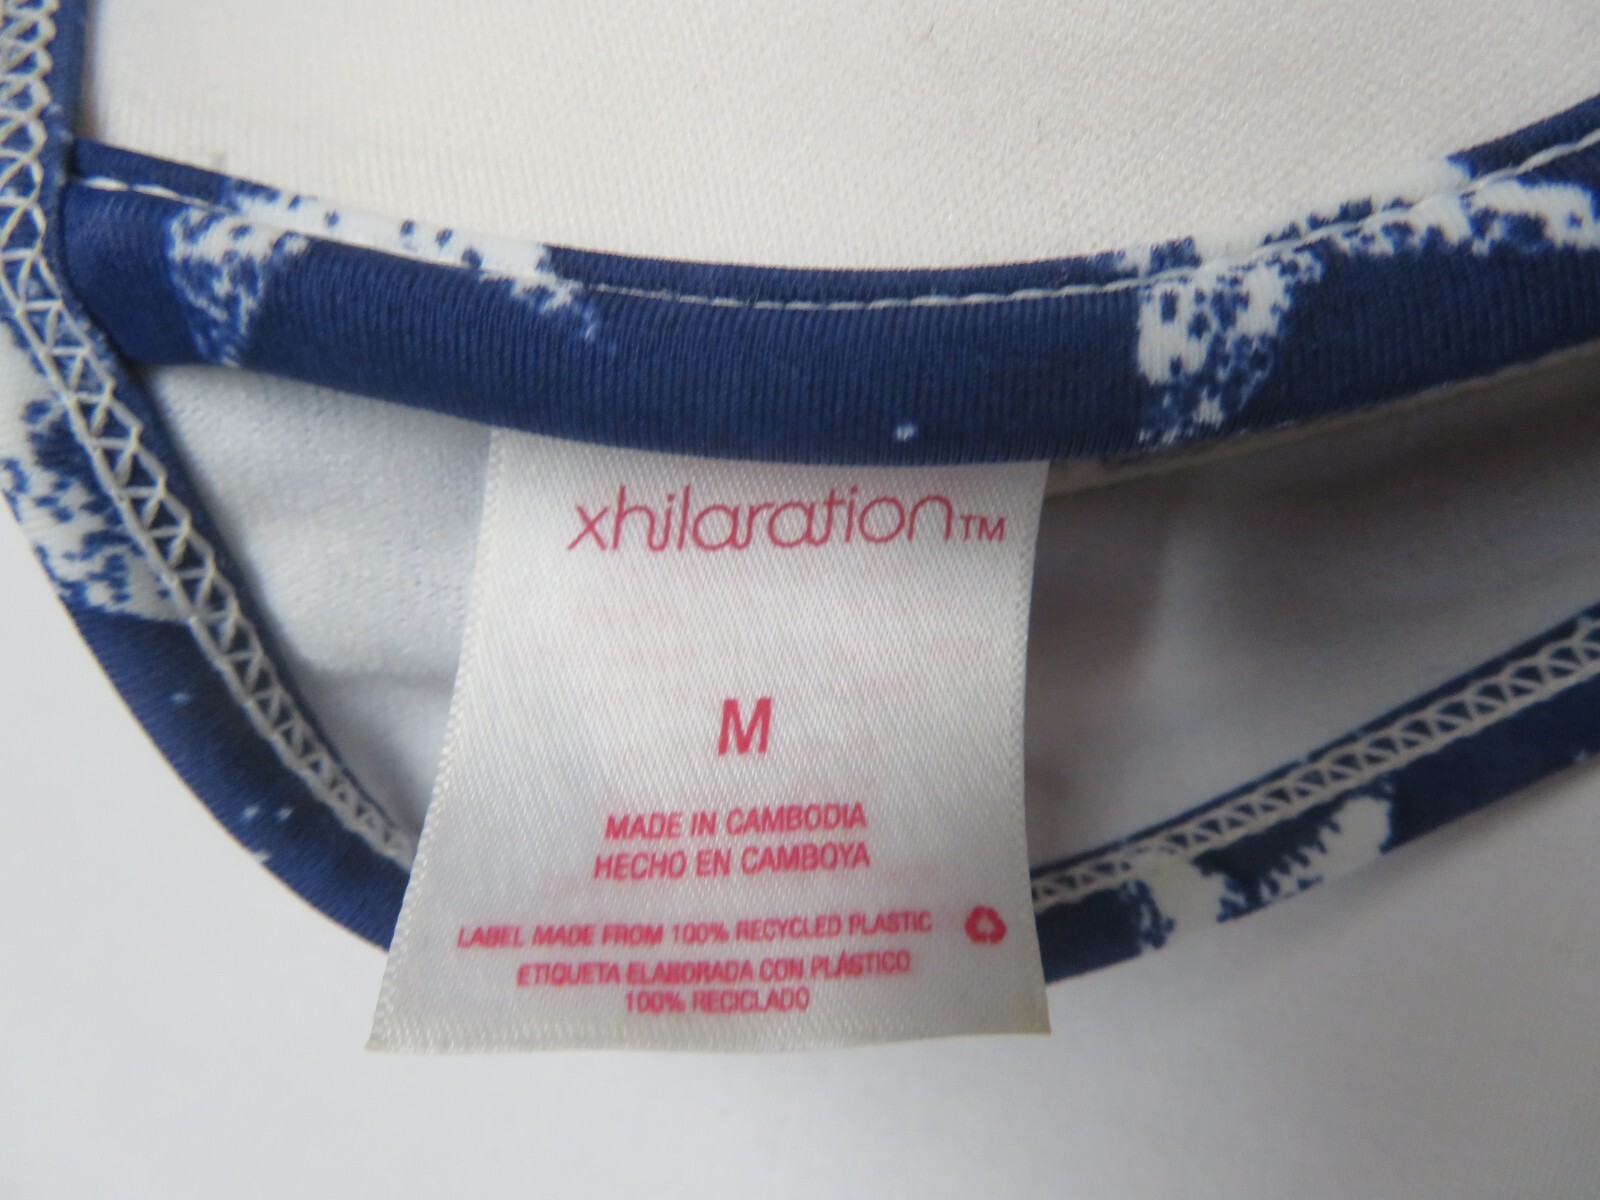 xhilaration™
M
MADE IN CAMBODIA
HECHO EN CAMBOYA
LABEL MADE FROM 100% RECYCLED PLASTIC
ETIQUETA ELABORADA CON PLÁSTICO
100% RECICLADO